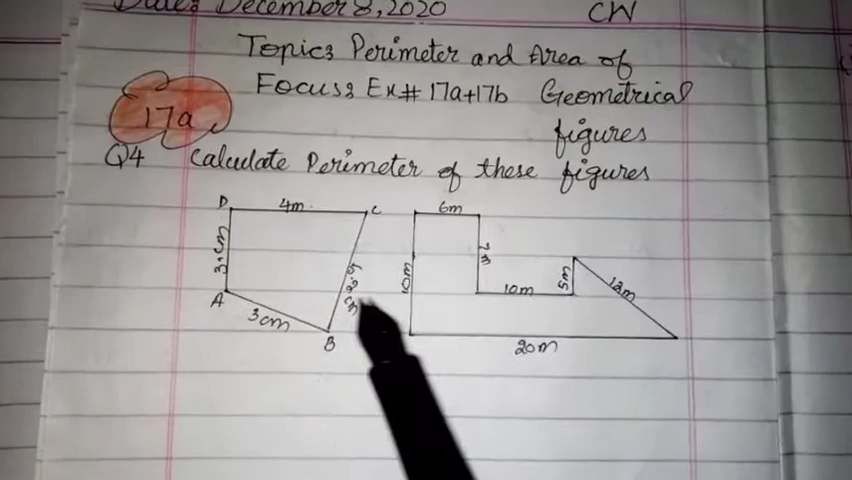 Date: December 8, 2020 CW
Topic: Perimeter and Area of
Focus: Ex# 17a+17b Geometrical
figures
17a
Q4 Calculate Perimeter of these figures
D 4m. C
A
3cm
B
6m
10m
7m
10m
5m
12m
20m